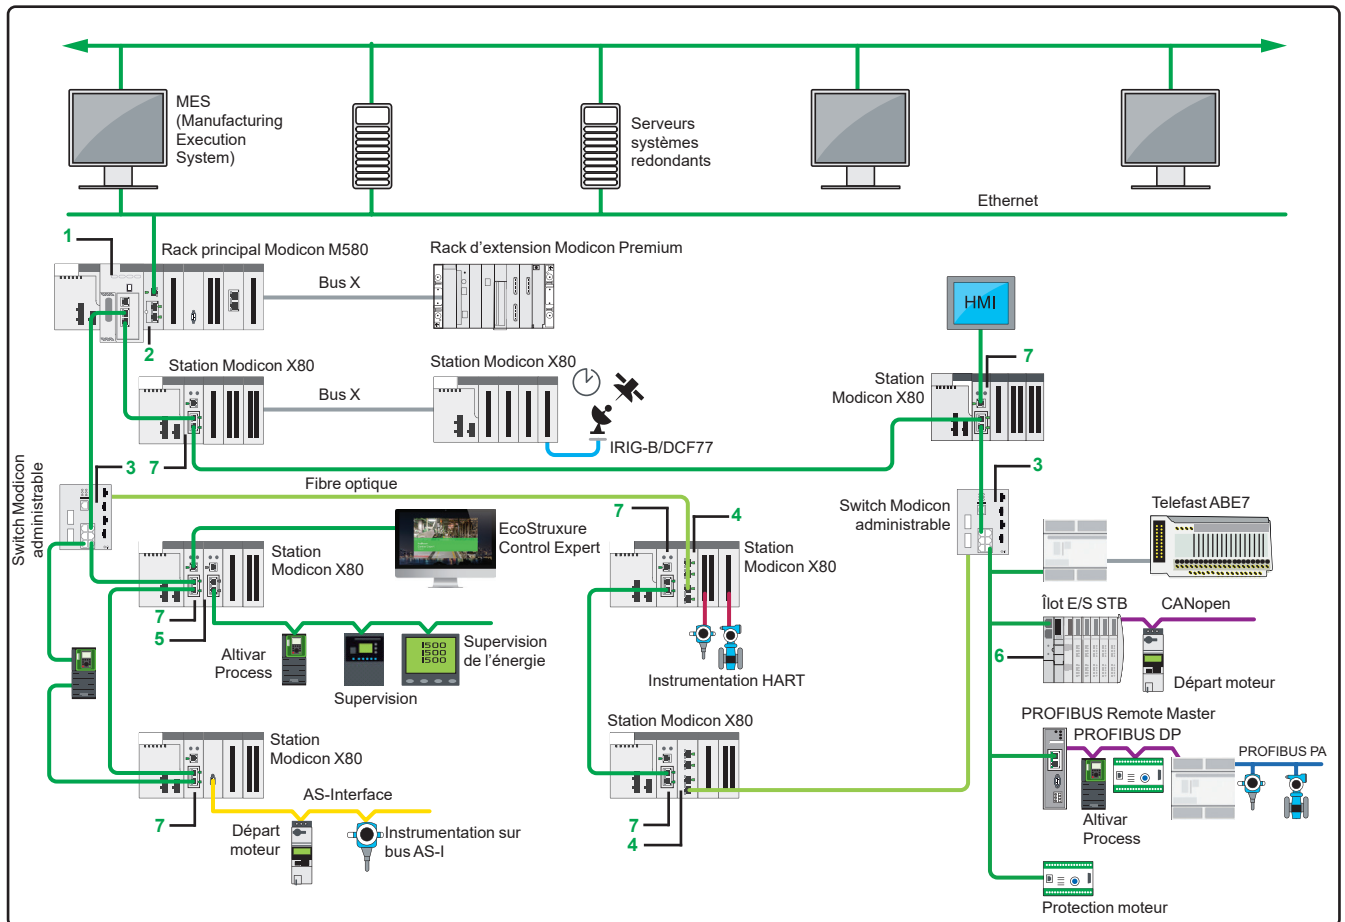 MES
(Manufacturing
Execution
System)
Serveurs
systèmes
redondants
Ethernet
1
Rack principal Modicon M580
Rack d'extension Modicon Premium
Bus X
HMI
2
Station Modicon X80
Station Modicon X80
7
Station
Modicon X80
Bus X
IRIG-B/DCF77
3
7
3
Switch Modicon
administrable
Fibre optique
Switch Modicon
administrable
Telefast ABE7
EcoStruxure
Control Expert
7
4
Station
Modicon X80
Station
Modicon X80
7
5
Îlot E/S STB
CANopen
6
Altivar
Process
Supervision
1500
1500
1500
Supervision
de l'énergie
Instrumentation HART
Départ moteur
Station Modicon X80
PROFIBUS Remote Master
PROFIBUS DP
PROFIBUS PA
Station
Modicon X80
7
AS-Interface
Départ
moteur
Instrumentation sur
bus AS-I
7
4
Altivar
Process
Protection moteur